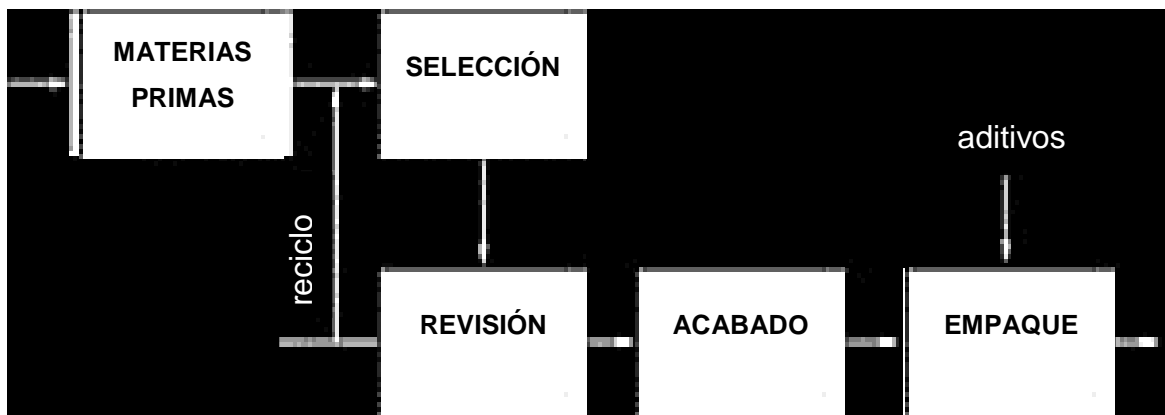 MATERIAS
PRIMAS
SELECCIÓN
aditivos
reciclo
REVISIÓN
ACABADO
EMPAQUE